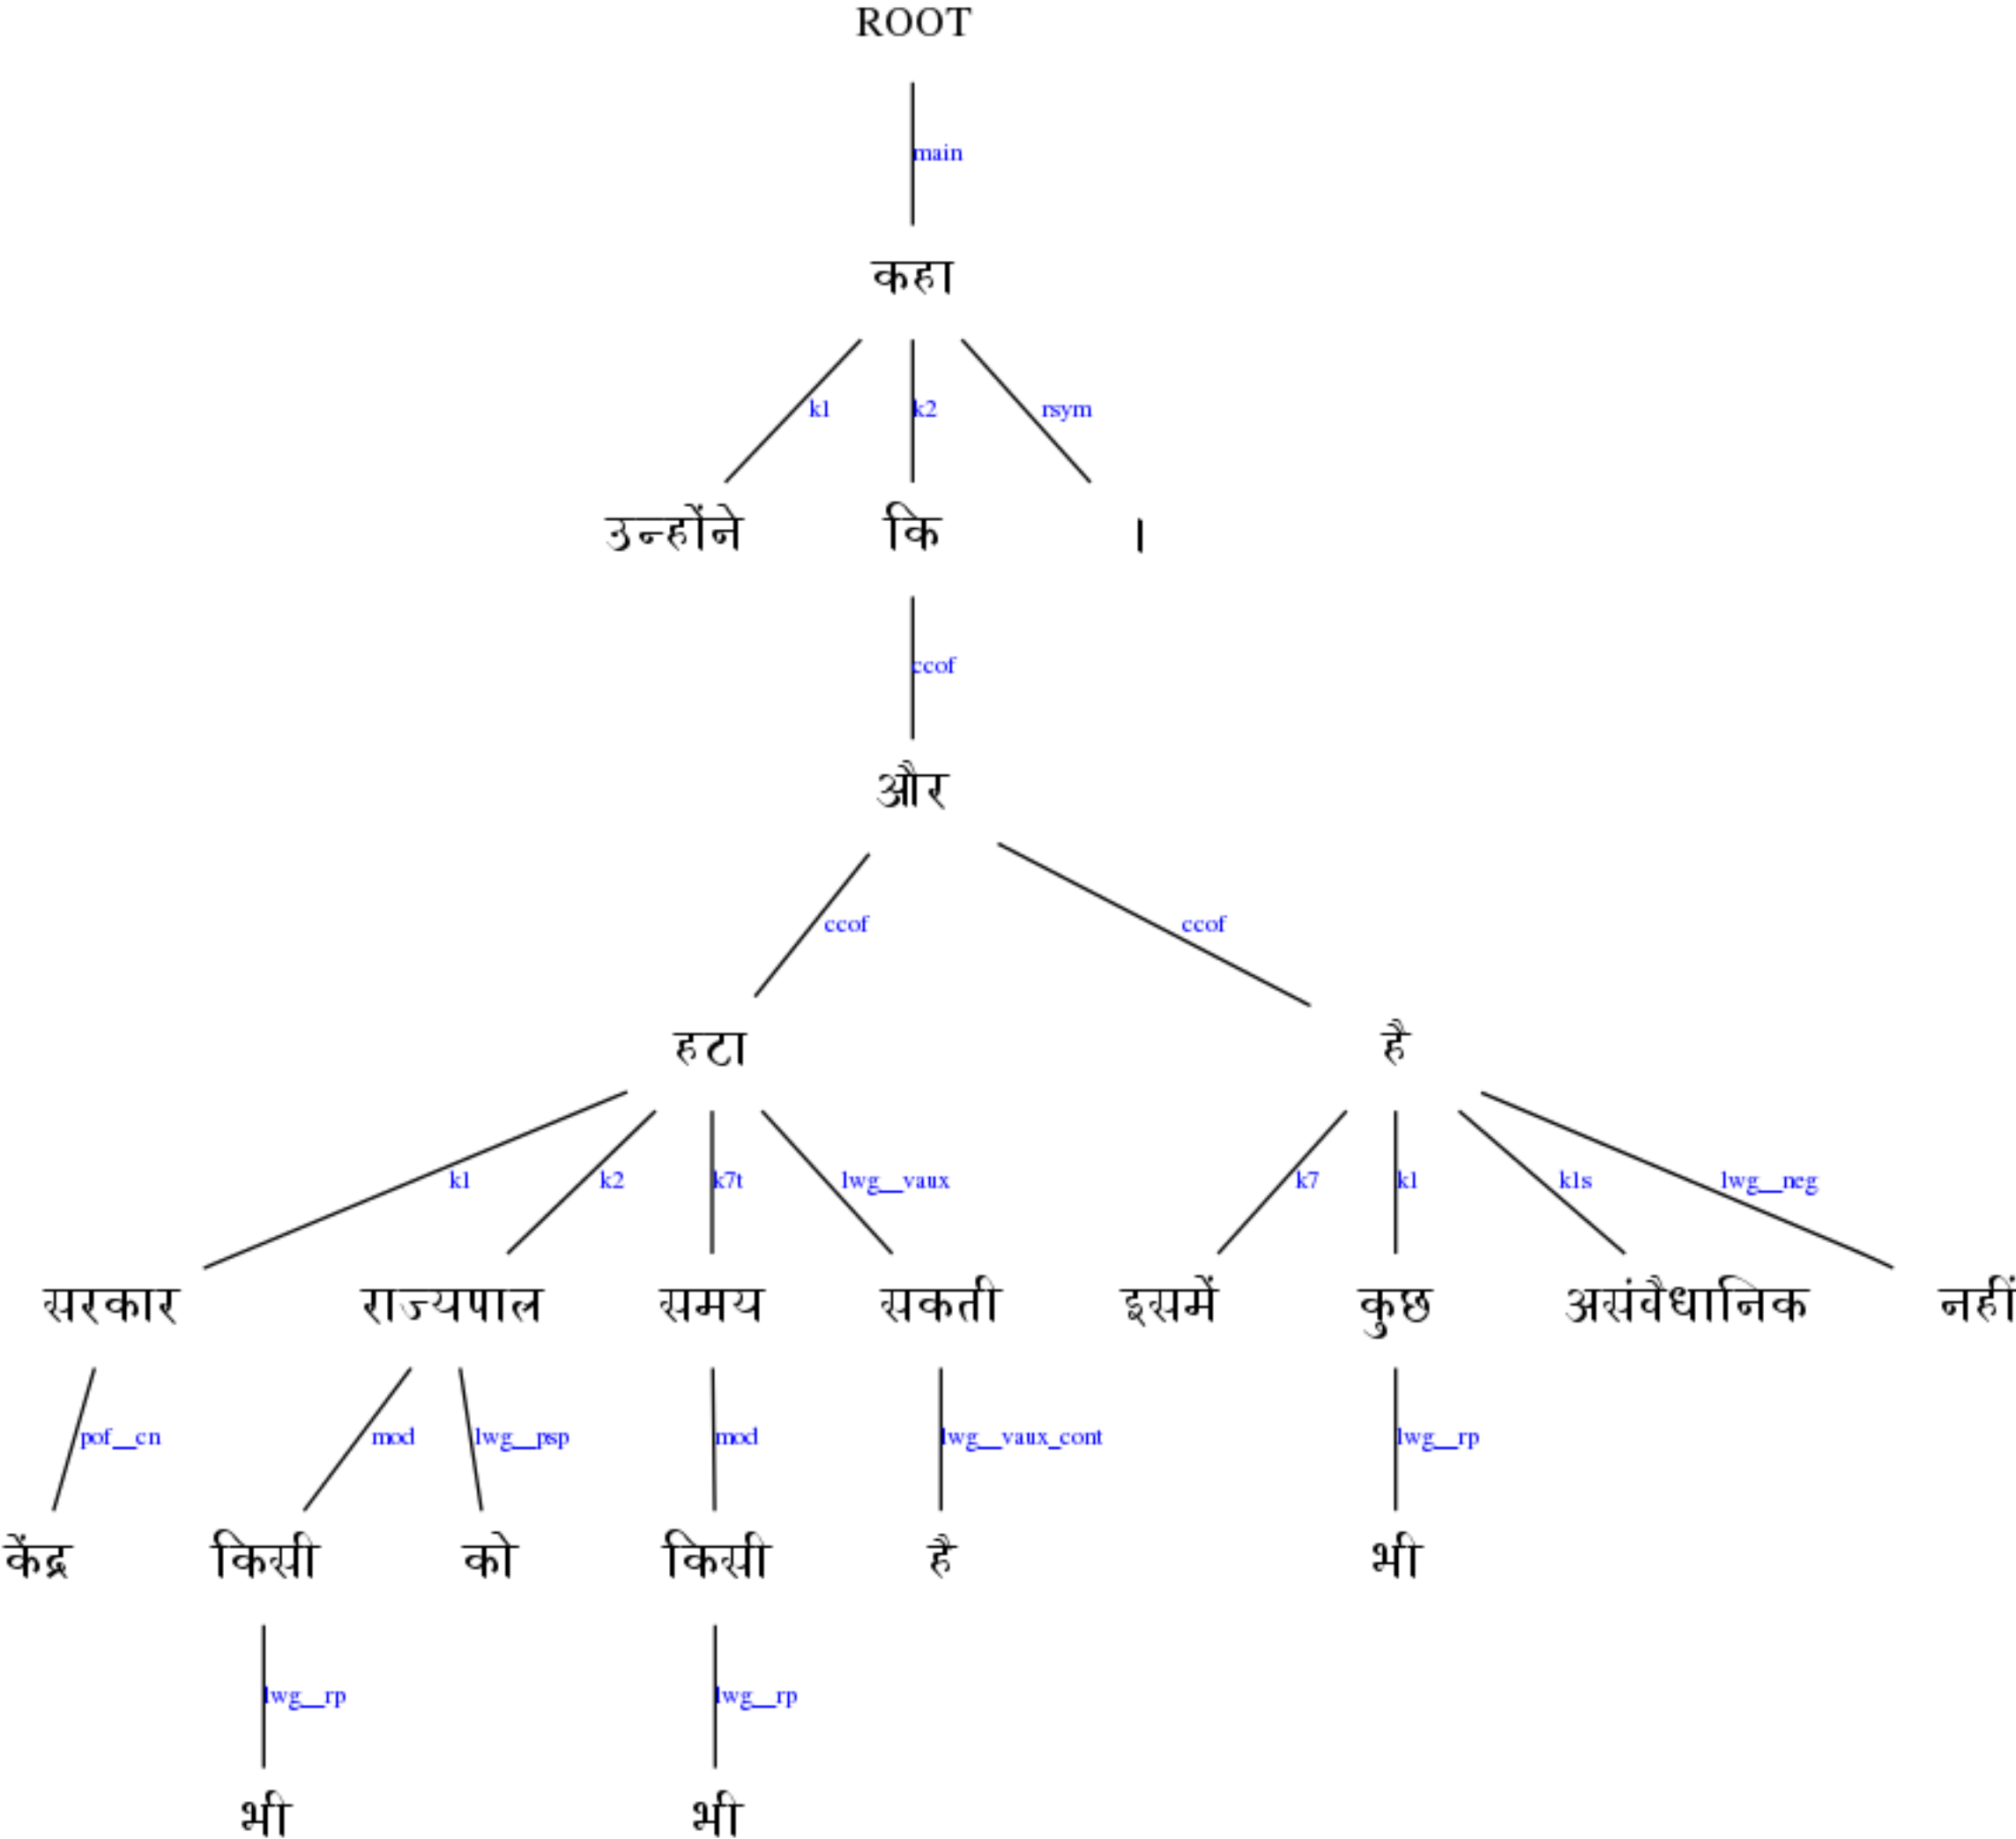 ROOT
main
कहा
k1 k2 rsym
उन्होंने कि ।
ccof
और
ccof ccof
हटा है
k1 k2 k7t lwg__vaux k7 k1 k1s lwg__neg
सरकार राज्यपाल समय सकती इसमें कुछ असंवैधानिक नहीं
pof__cn mod lwg__psp mod lwg__vaux_cont lwg__rp
केंद्र किसी को किसी है भी
lwg__rp lwg__rp
भी भी